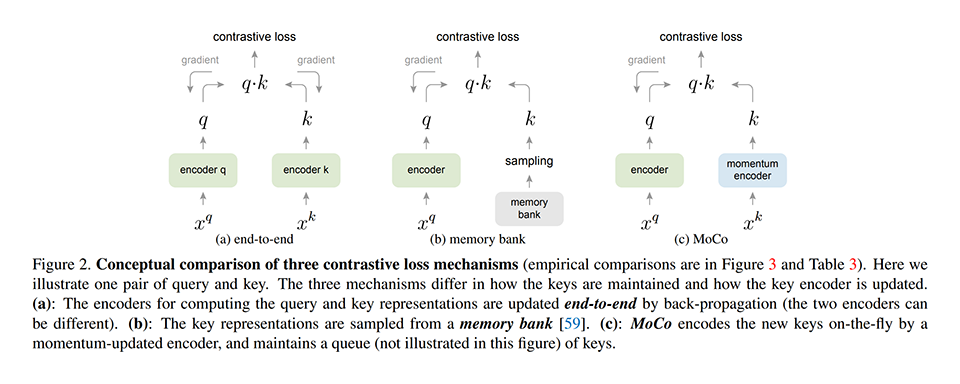 contrastive loss
gradient
gradient
q·k
q
k
encoder q
encoder k
x^q
x^k
(a) end-to-end
contrastive loss
gradient
q·k
q
k
sampling
encoder
memory
bank
x^q
(b) memory bank
contrastive loss
gradient
q·k
q
k
encoder
momentum
encoder
x^q
x^k
(c) MoCo
Figure 2. Conceptual comparison of three contrastive loss mechanisms (empirical comparisons are in Figure 3 and Table 3). Here we
illustrate one pair of query and key. The three mechanisms differ in how the keys are maintained and how the key encoder is updated.
(a): The encoders for computing the query and key representations are updated end-to-end by back-propagation (the two encoders can
be different). (b): The key representations are sampled from a memory bank [59]. (c): MoCo encodes the new keys on-the-fly by a
momentum-updated encoder, and maintains a queue (not illustrated in this figure) of keys.